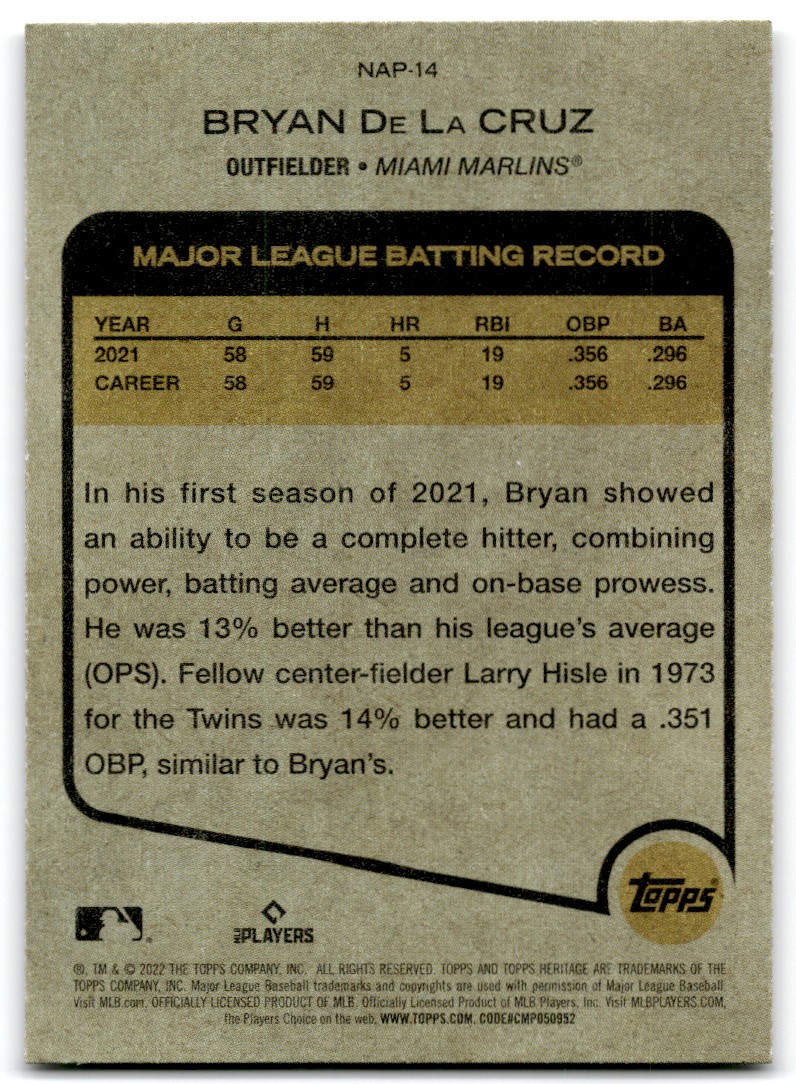 NAP-14
BRYAN DE LA CRUZ
OUTFIELDER • MIAMI MARLINS®
MAJOR LEAGUE BATTING RECORD
YEAR G H HR RBI OBP BA
2021 58 59 5 19 .356 .296
CAREER 58 59 5 19 .356 .296
In his first season of 2021, Bryan showed
an ability to be a complete hitter, combining
power, batting average and on-base prowess.
He was 13% better than his league's average
(OPS). Fellow center-fielder Larry Hisle in 1973
for the Twins was 14% better and had a .351
OBP, similar to Bryan's.
TOPPS®
PLAYERS
®, TM & © 2022 THE TOPPS COMPANY, INC. ALL RIGHTS RESERVED. TOPPS AND TOPPS HERITAGE ARE TRADEMARKS OF THE
TOPPS COMPANY, INC. Major League Baseball trademarks and copyrights are used with permission of Major League Baseball.
Visit MLB.com. OFFICIALLY LICENSED PRODUCT OF MLB. Officially Licensed Product of MLB Players, Inc. Visit MLBPLAYERS.COM,
the Players Choice on the web. WWW.TOPPS.COM. CODE#CMP050952